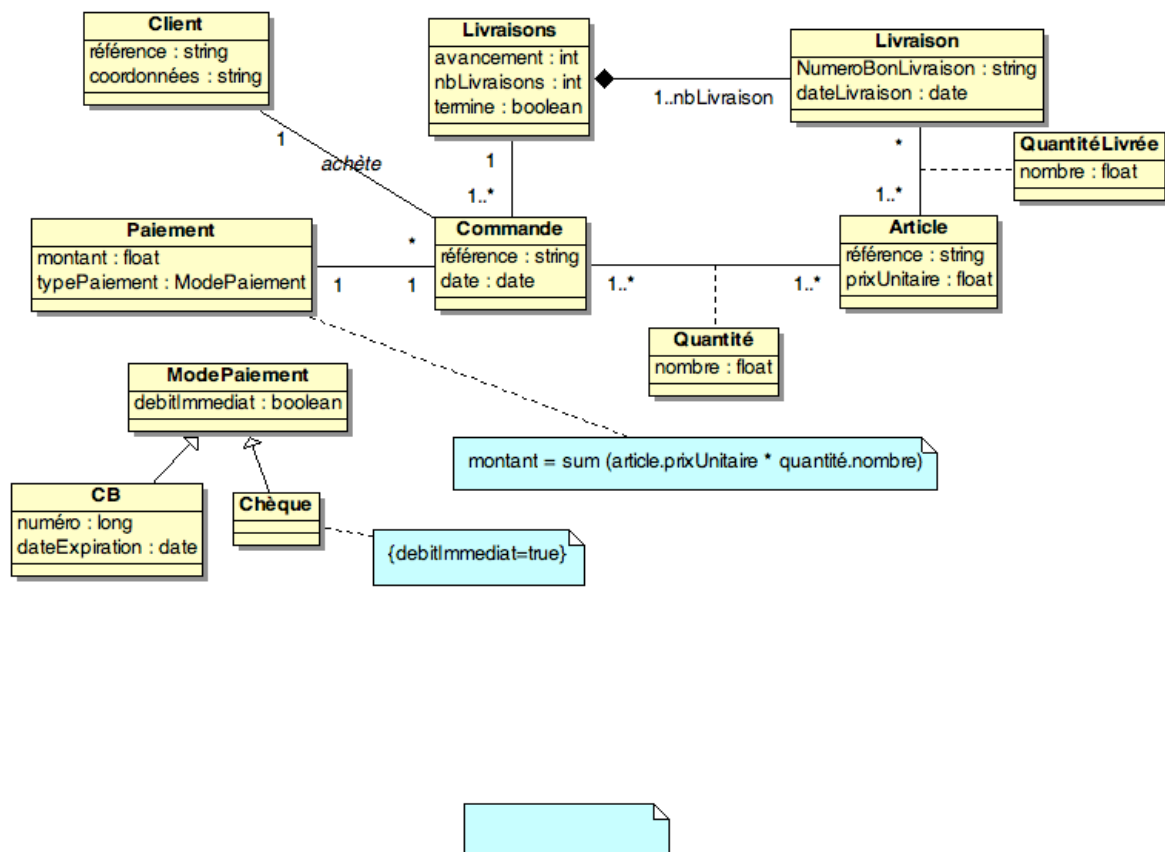 Client
référence : string
coordonnées : string
Livraisons
avancement : int
nbLivraisons : int
termine : boolean
1..nbLivraison
Livraison
NumeroBonLivraison : string
dateLivraison : date
QuantitéLivrée
nombre : float
*
1..*
1
achète
*
1
1..*
Paiement
montant : float
typePaiement : ModePaiement
1
1
Commande
référence : string
date : date
1..*
1..*
Article
référence : string
prixUnitaire : float
Quantité
nombre : float
ModePaiement
debitImmediat : boolean
montant = sum (article.prixUnitaire * quantité.nombre)
CB
numéro : long
dateExpiration : date
Chèque
{debitImmediat=true}